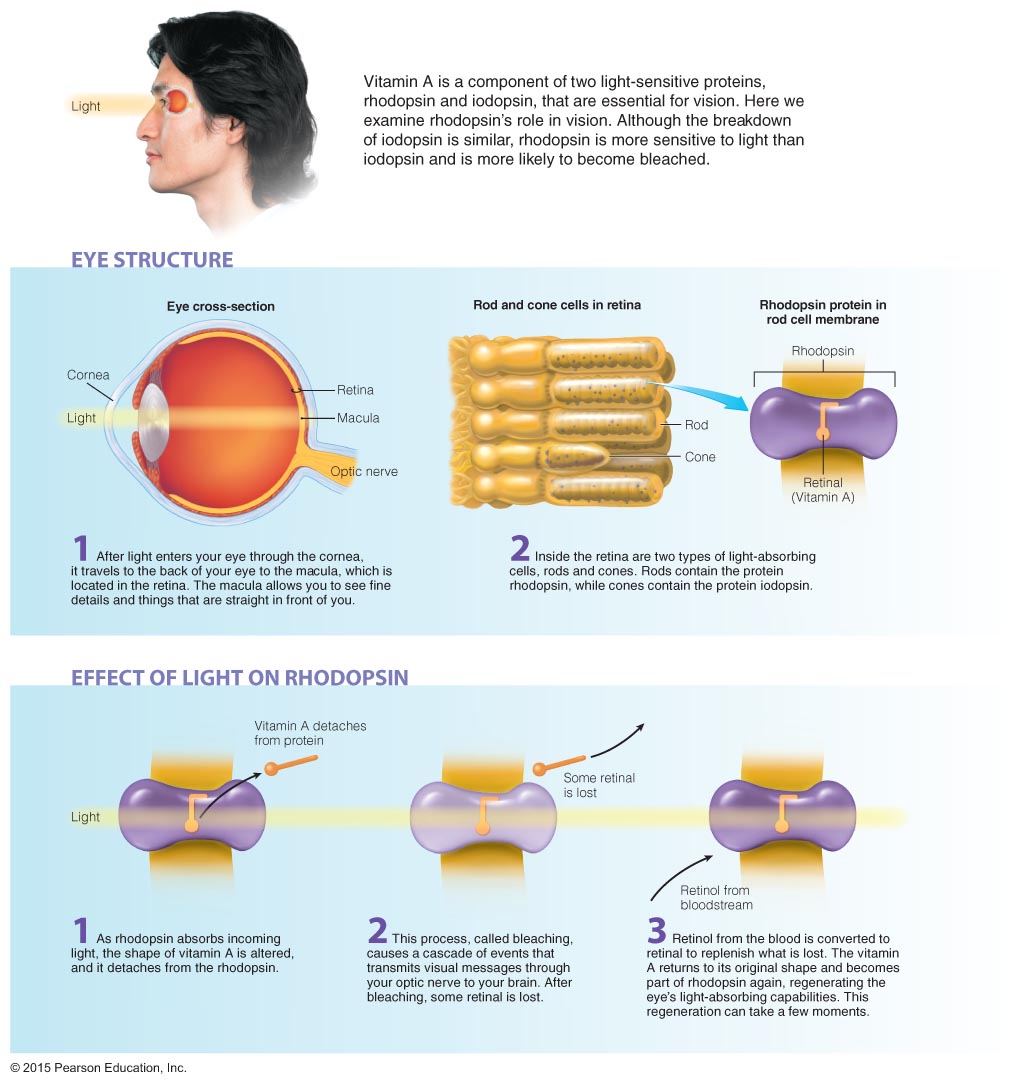 Light
Vitamin A is a component of two light-sensitive proteins,
rhodopsin and iodopsin, that are essential for vision. Here we
examine rhodopsin's role in vision. Although the breakdown
of iodopsin is similar, rhodopsin is more sensitive to light than
iodopsin and is more likely to become bleached.
EYE STRUCTURE
Eye cross-section
Cornea
Light
Retina
Macula
Optic nerve
Rod and cone cells in retina
Rod
Cone
Rhodopsin protein in
rod cell membrane
Rhodopsin
Retinal
(Vitamin A)
1 After light enters your eye through the cornea,
it travels to the back of your eye to the macula, which is
located in the retina. The macula allows you to see fine
details and things that are straight in front of you.
2 Inside the retina are two types of light-absorbing
cells, rods and cones. Rods contain the protein
rhodopsin, while cones contain the protein iodopsin.
EFFECT OF LIGHT ON RHODOPSIN
Vitamin A detaches
from protein
Light
Some retinal
is lost
Retinol from
bloodstream
1 As rhodopsin absorbs incoming
light, the shape of vitamin A is altered,
and it detaches from the rhodopsin.
2 This process, called bleaching,
causes a cascade of events that
transmits visual messages through
your optic nerve to your brain. After
bleaching, some retinal is lost.
3 Retinol from the blood is converted to
retinal to replenish what is lost. The vitamin
A returns to its original shape and becomes
part of rhodopsin again, regenerating the
eye's light-absorbing capabilities. This
regeneration can take a few moments.
© 2015 Pearson Education, Inc.